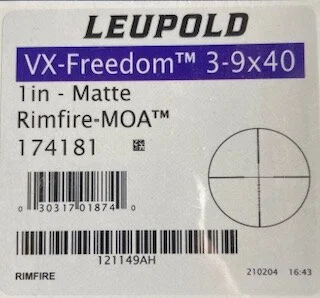 LEUPOLD
VX-Freedom™ 3-9x40
1in - Matte
Rimfire-MOA™
174181
0 30317 01874 0
121149AH
RIMFIRE
210204 16:43